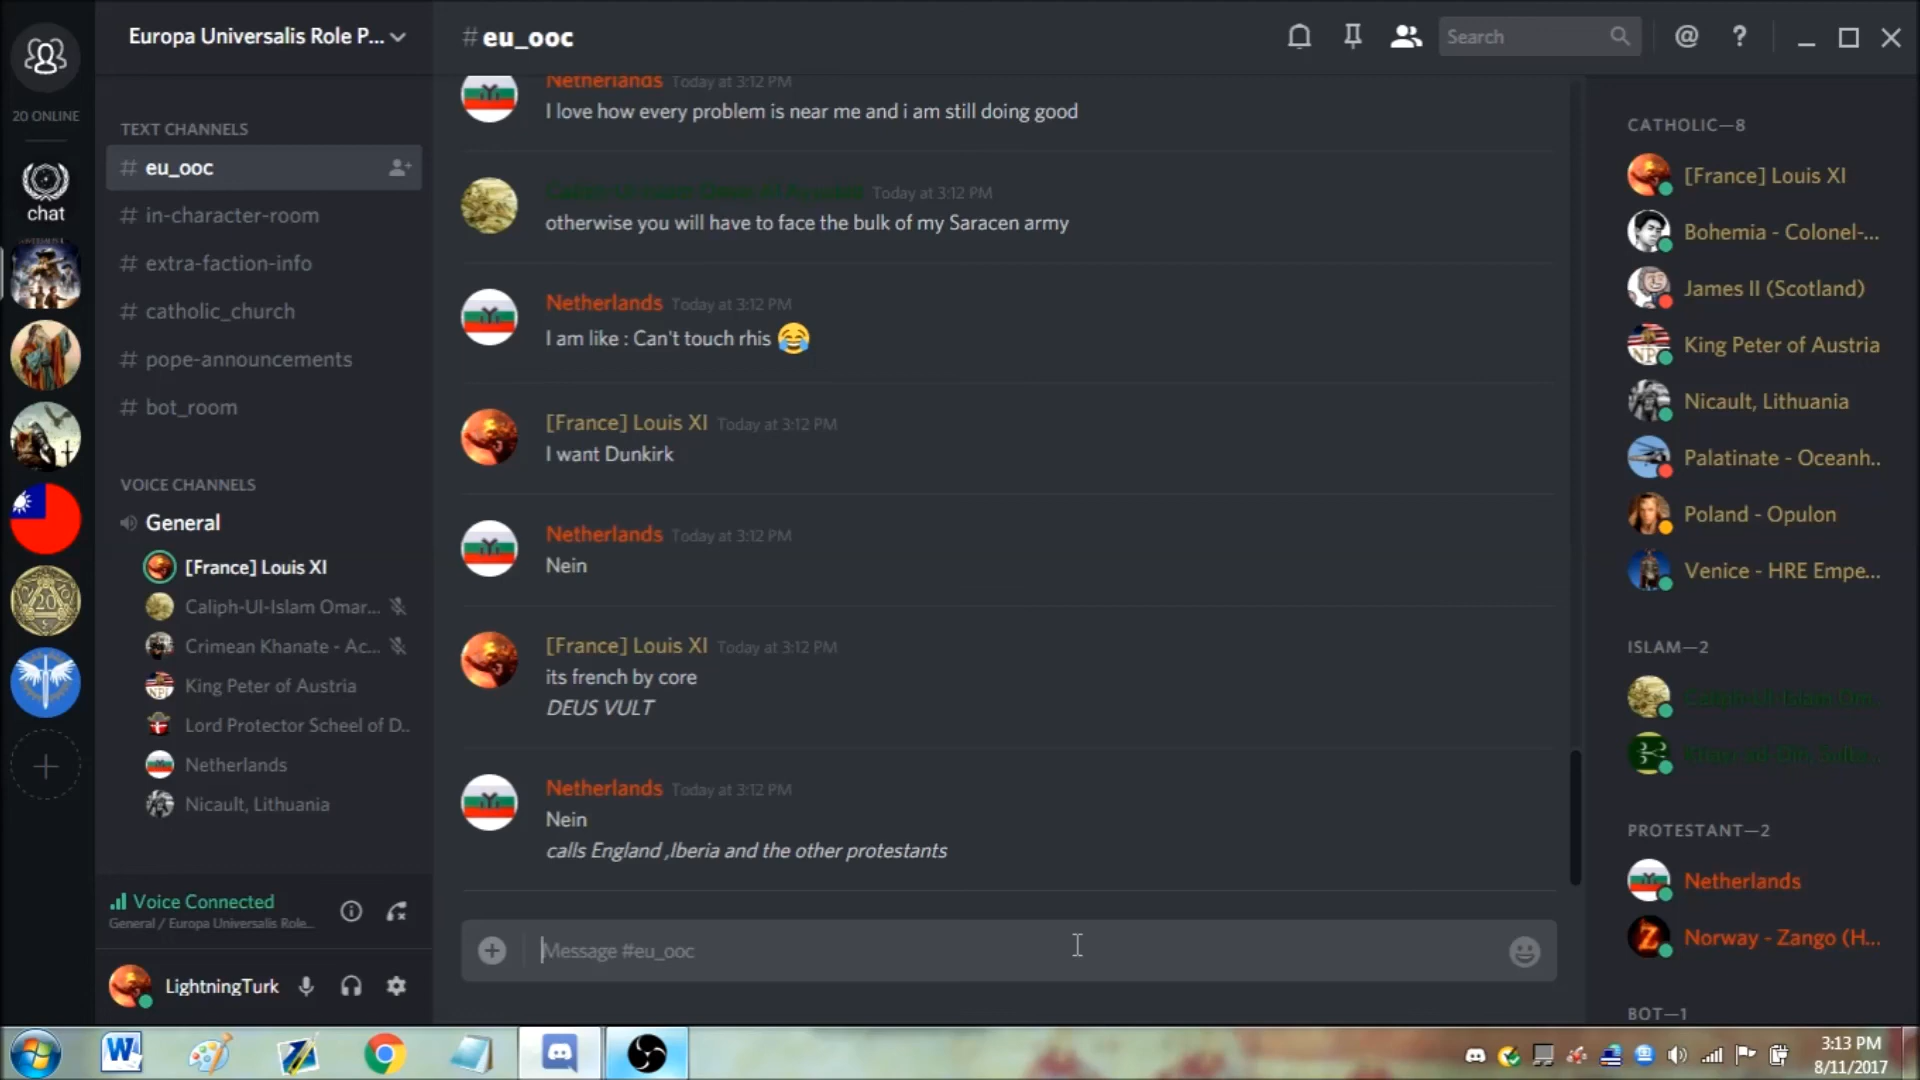 20 ONLINE
chat
Europa Universalis Role P...
TEXT CHANNELS
# eu_ooc
# in-character-room
# extra-faction-info
# catholic_church
# pope-announcements
# bot_room
VOICE CHANNELS
General
[France] Louis XI
Caliph-Ul-Islam Omar...
Crimean Khanate - Ac...
King Peter of Austria
Lord Protector Scheel of D..
Netherlands
Nicault, Lithuania
Voice Connected
General / Europa Universalis Role...
LightningTurk
# eu_ooc
Search
Netherlands Today at 3:12 PM
I love how every problem is near me and i am still doing good
Today at 3:12 PM
otherwise you will have to face the bulk of my Saracen army
Netherlands Today at 3:12 PM
I am like : Can't touch rhis 😂
[France] Louis XI Today at 3:12 PM
I want Dunkirk
Netherlands Today at 3:12 PM
Nein
[France] Louis XI Today at 3:12 PM
its french by core
DEUS VULT
Netherlands Today at 3:12 PM
Nein
calls England ,Iberia and the other protestants
Message #eu_ooc
CATHOLIC—8
[France] Louis XI
Bohemia - Colonel-...
James II (Scotland)
King Peter of Austria
Nicault, Lithuania
Palatinate - Oceanh..
Poland - Opulon
Venice - HRE Empe...
ISLAM—2
PROTESTANT—2
Netherlands
Norway - Zango (H...
BOT—1
3:13 PM
8/11/2017